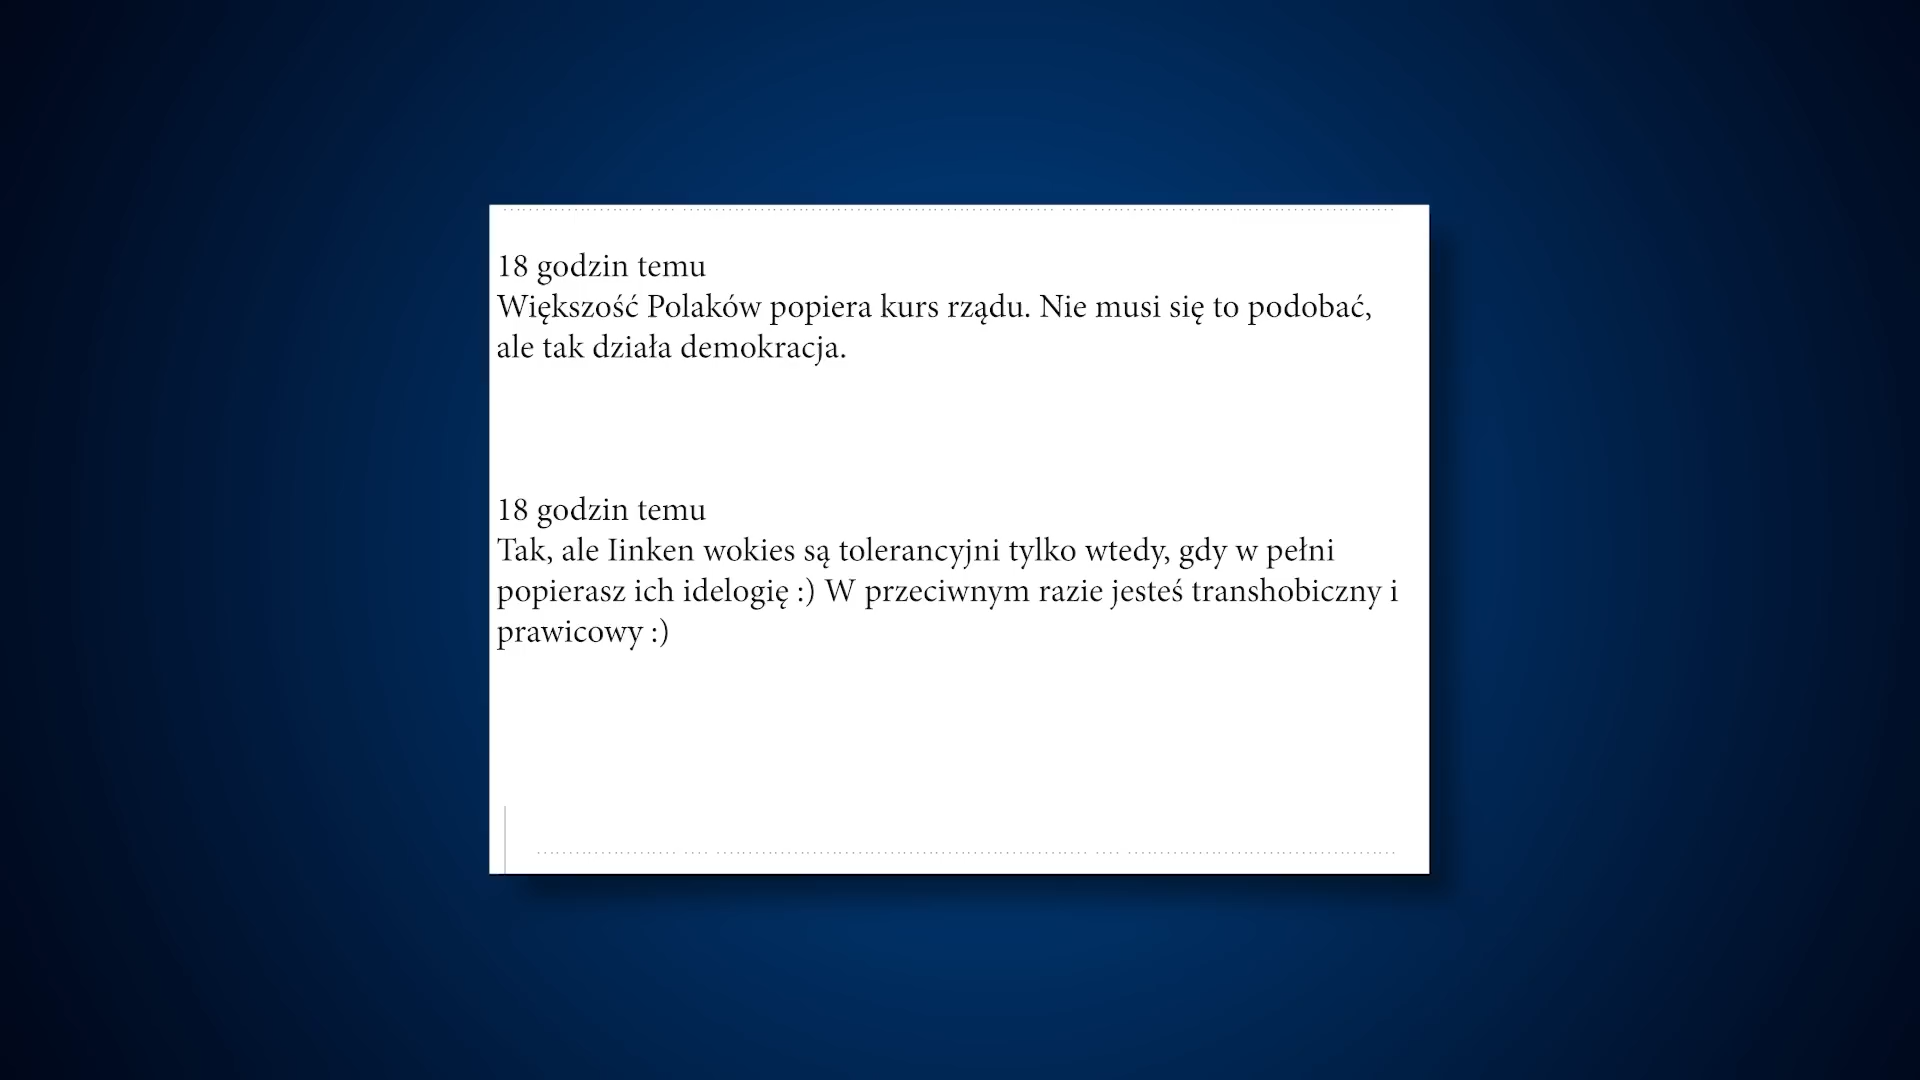 18 godzin temu
Większość Polaków popiera kurs rządu. Nie musi się to podobać,
ale tak działa demokracja.
18 godzin temu
Tak, ale Iinken wokies są tolerancyjni tylko wtedy, gdy w pełni
popierasz ich idelogię :) W przeciwnym razie jesteś transhobiczny i
prawicowy :)